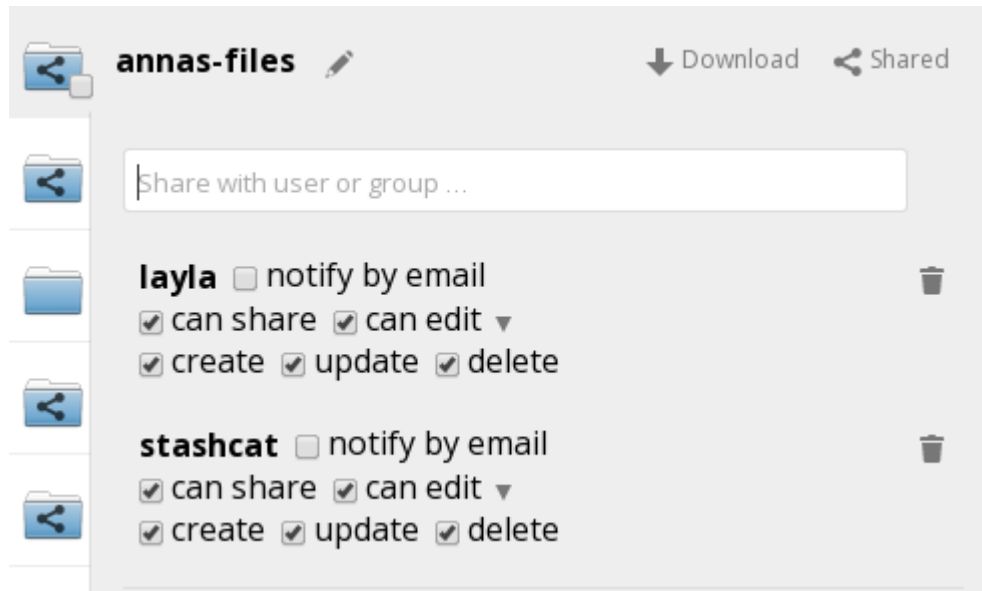 annas-files Download Shared
Share with user or group ...
layla notify by email
can share can edit
create update delete
stashcat notify by email
can share can edit
create update delete